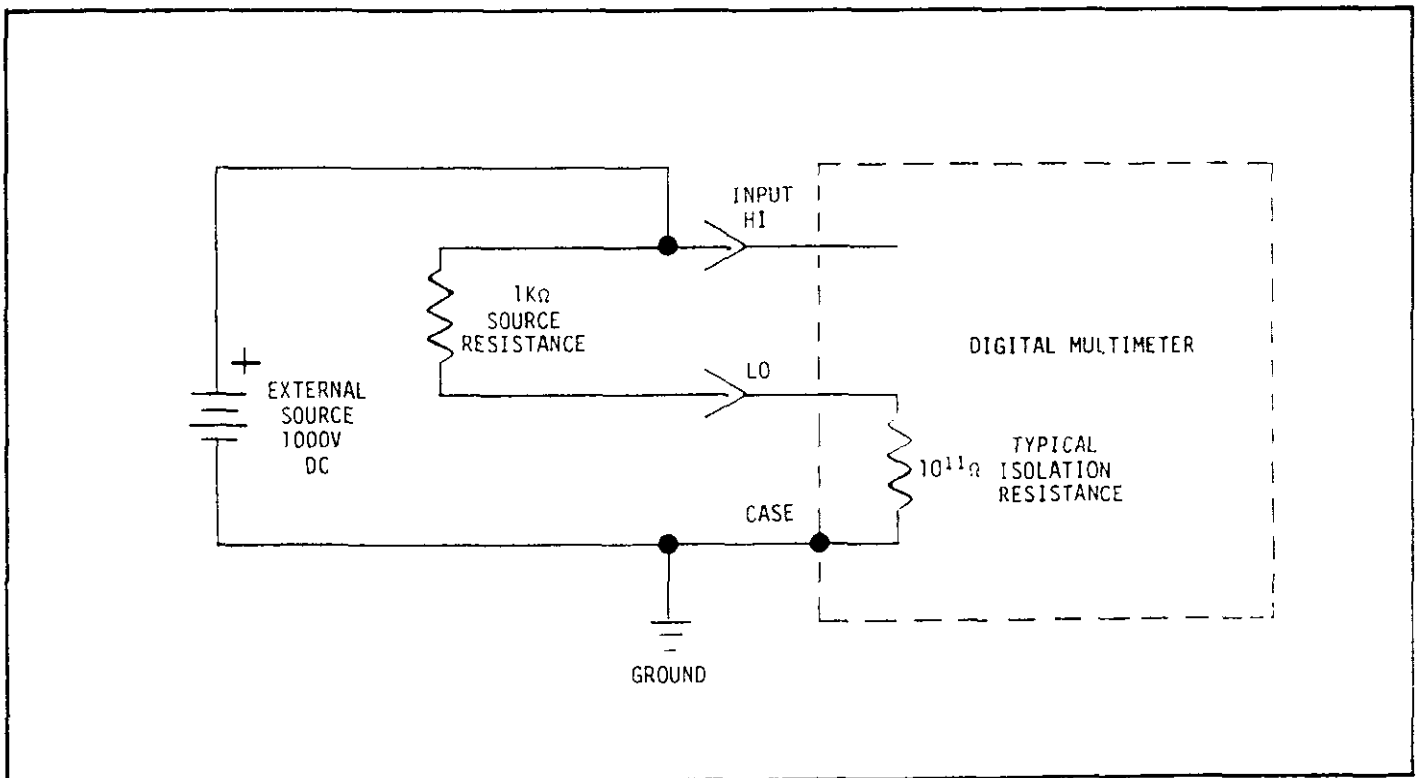 INPUT
HI
1KΩ
SOURCE
RESISTANCE
DIGITAL MULTIMETER
LO
+
EXTERNAL
SOURCE
1000V
DC
10¹¹Ω
TYPICAL
ISOLATION
RESISTANCE
CASE
GROUND